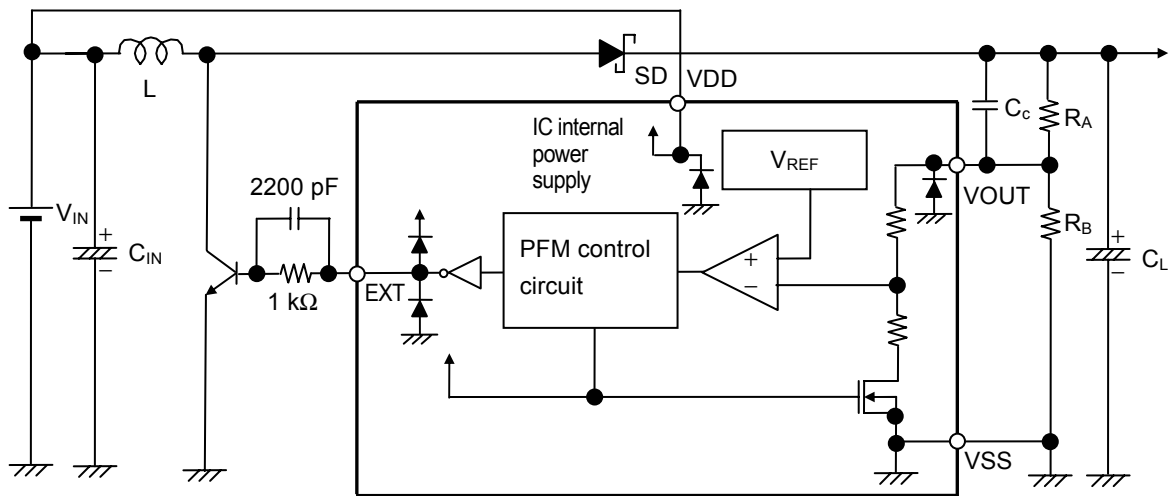 L
SD
VDD
IC internal
power
supply
V_REF
C_c
R_A
VOUT
2200 pF
V_IN
+
C_IN
−
PFM control
circuit
+
−
R_B
+
C_L
−
1 kΩ
EXT
VSS